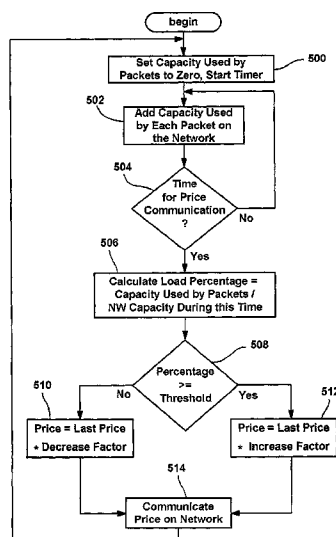 begin
500
Set Capacity Used by
Packets to Zero, Start Timer
502
Add Capacity Used
by Each Packet on
the Network
504
Time
for Price
Communication
?
No
Yes
506
Calculate Load Percentage =
Capacity Used by Packets /
NW Capacity During this Time
508
Percentage
>=
Threshold
No
Yes
510
Price = Last Price
* Decrease Factor
512
Price = Last Price
* Increase Factor
514
Communicate
Price on Network